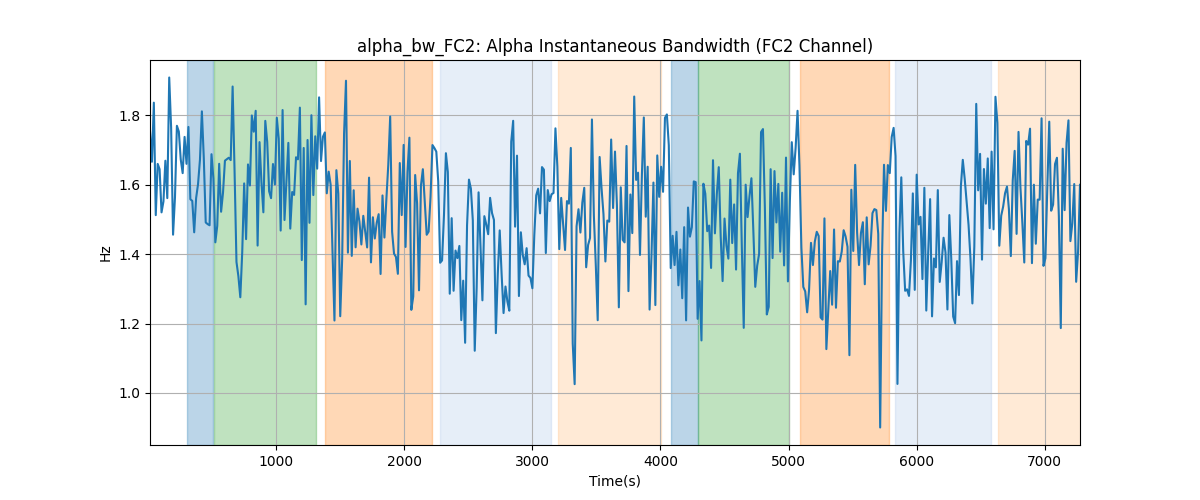 alpha_bw_FC2: Alpha Instantaneous Bandwidth (FC2 Channel)
1.8
1.6
1.4
1.2
1.0
Hz
1000 2000 3000 4000 5000 6000 7000
Time(s)